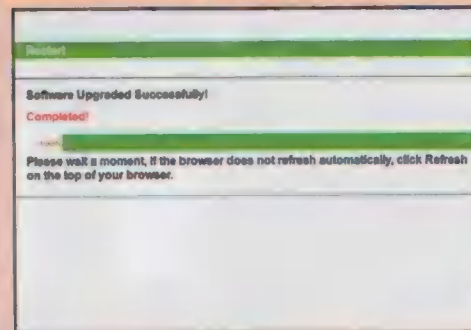 Restart
Software Upgraded Successfully!
Completed!
Please wait a moment, if the browser does not refresh automatically, click Refresh
on the top of your browser.